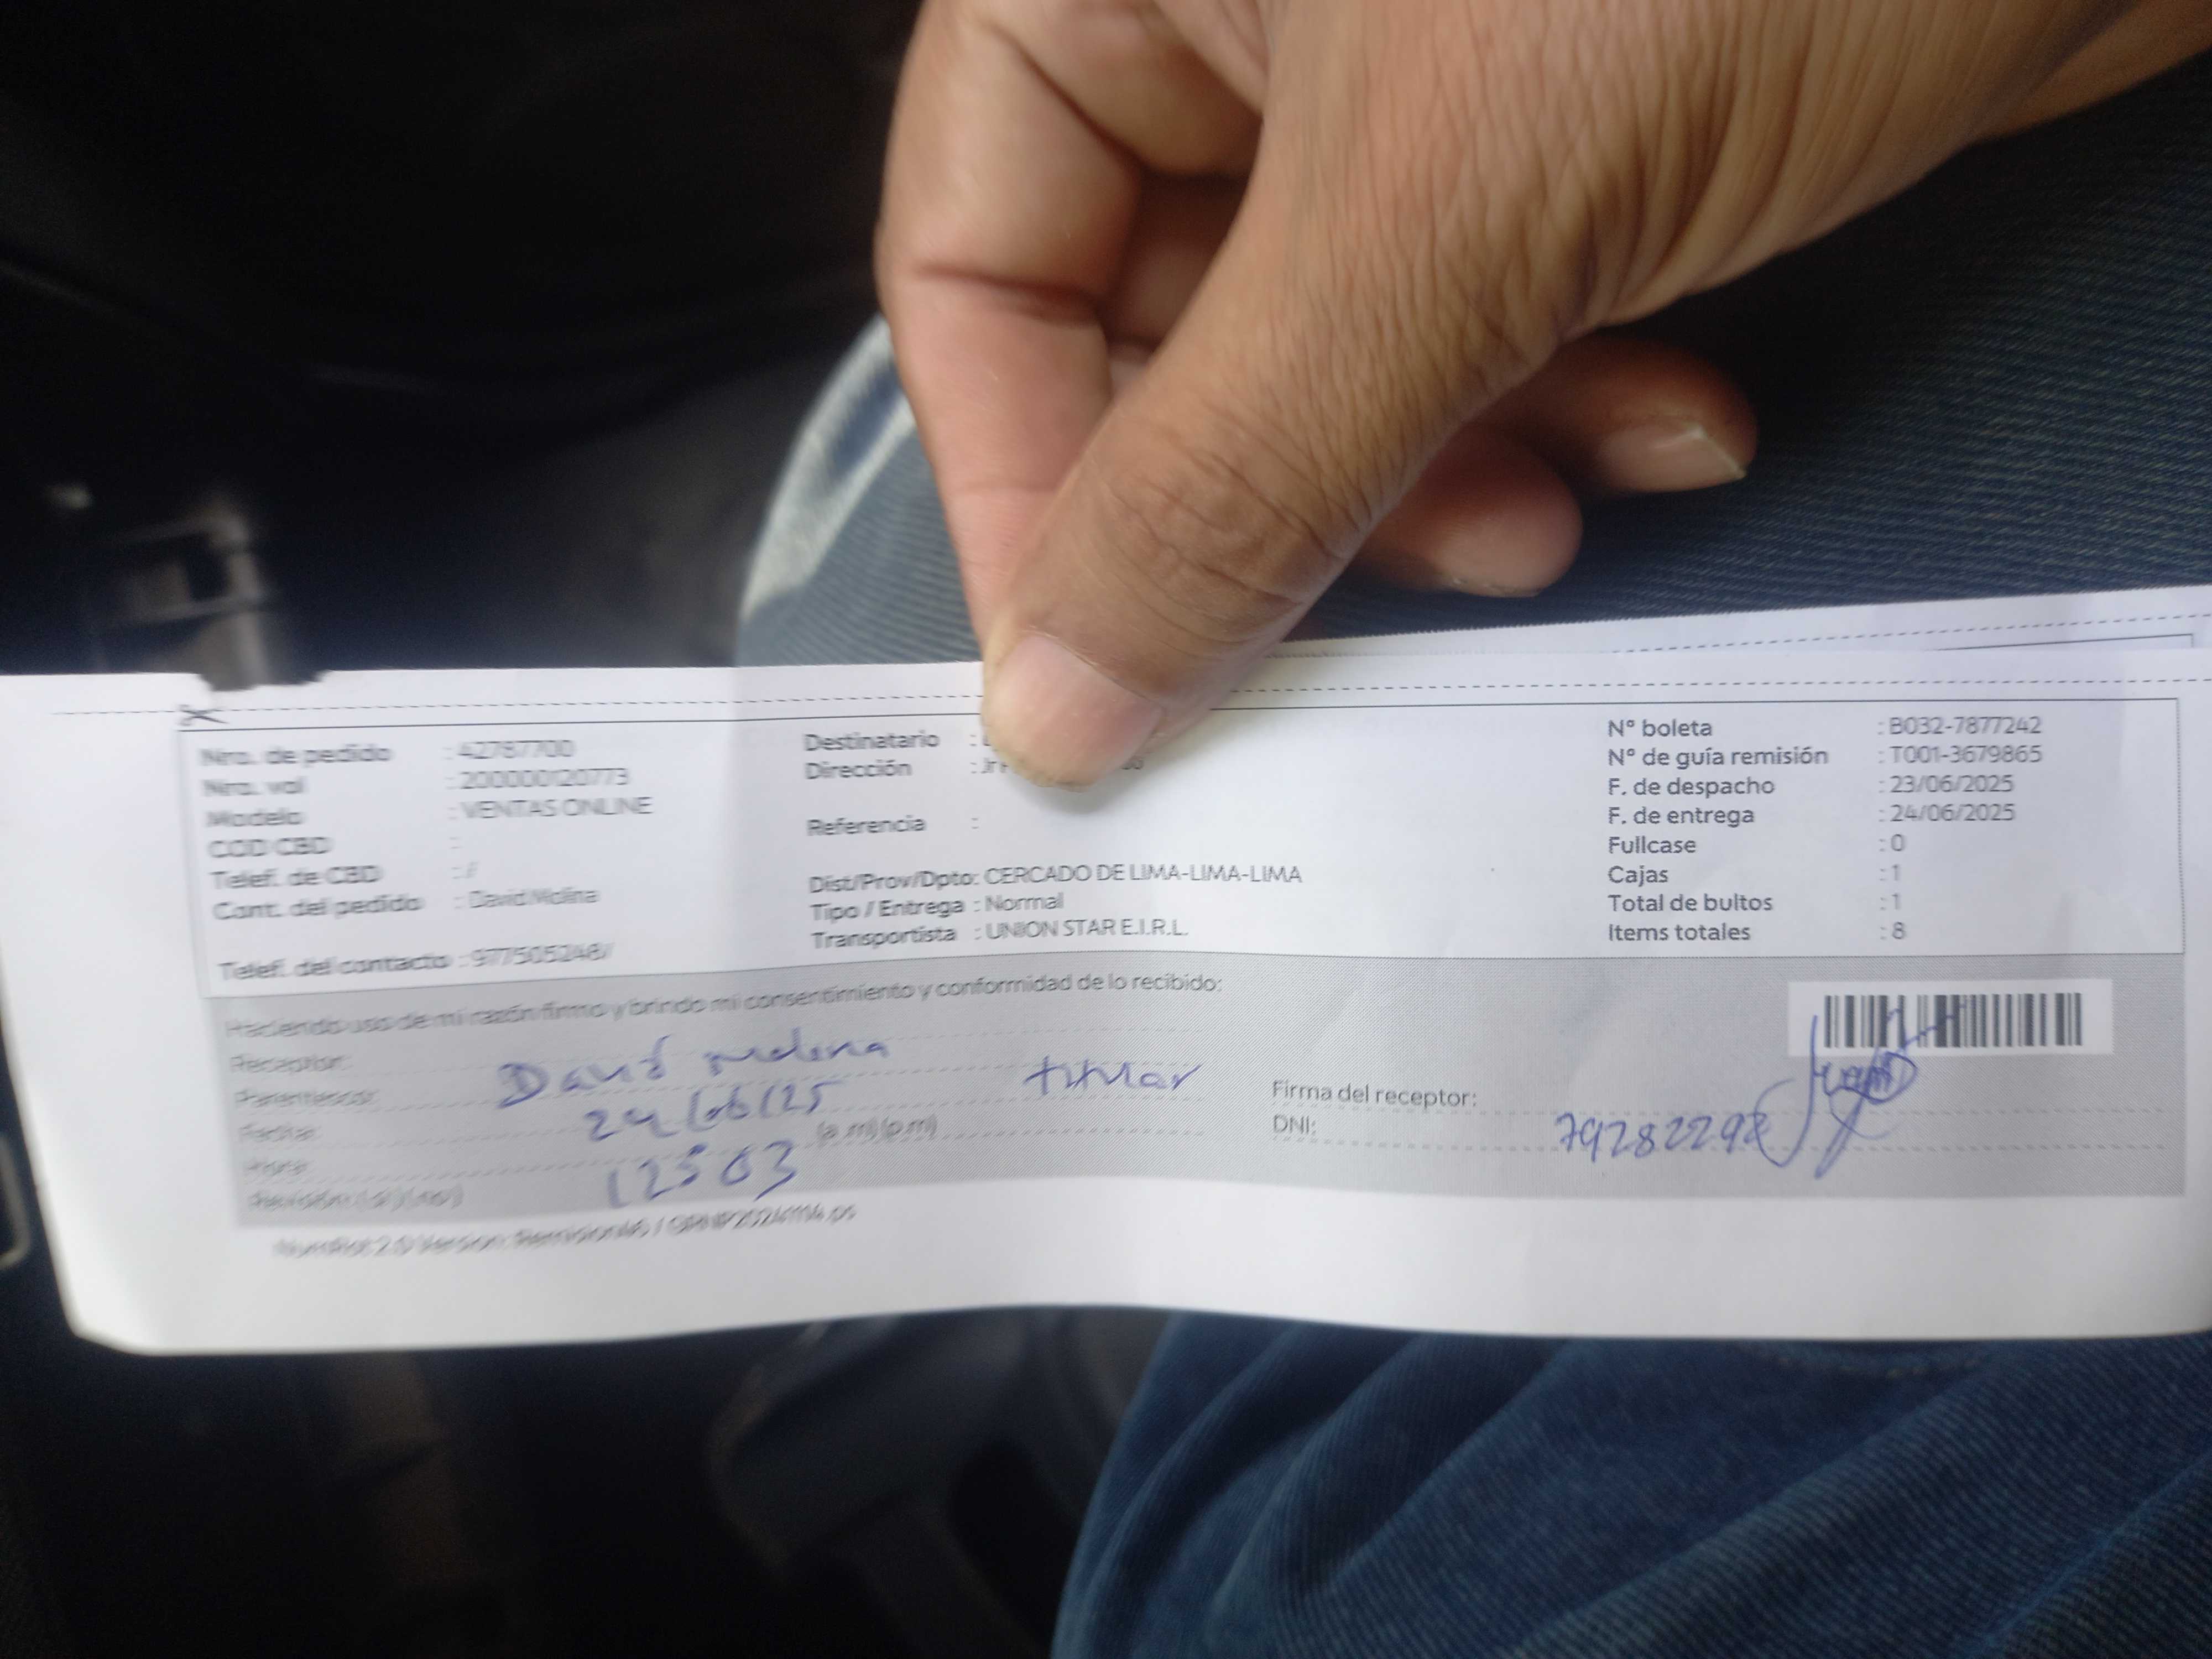 Nro. de pedido : 42787700
Nro. val : 200000120773
Modelo : VENTAS ONLINE
COD CBD :
Telef. de CBD : /
Cont. del pedido : David Molina
Telef. del contacto : 977505248/
Destinatario :
Dirección : Jr
Referencia :
Dist/Prov/Dpto: CERCADO DE LIMA-LIMA-LIMA
Tipo / Entrega : Normal
Transportista : UNION STAR E.I.R.L.
N° boleta : B032-7877242
N° de guía remisión : T001-3679865
F. de despacho : 23/06/2025
F. de entrega : 24/06/2025
Fullcase : 0
Cajas : 1
Total de bultos : 1
Items totales : 8
Haciendo uso de mi razón firmo y brindo mi consentimiento y conformidad de lo recibido:
Receptor:
David Molina
Parentesco: titular
Fecha: 24/06/25
Hora: (a.m)(p.m)
12503
Firma del receptor:
DNI: 79282298